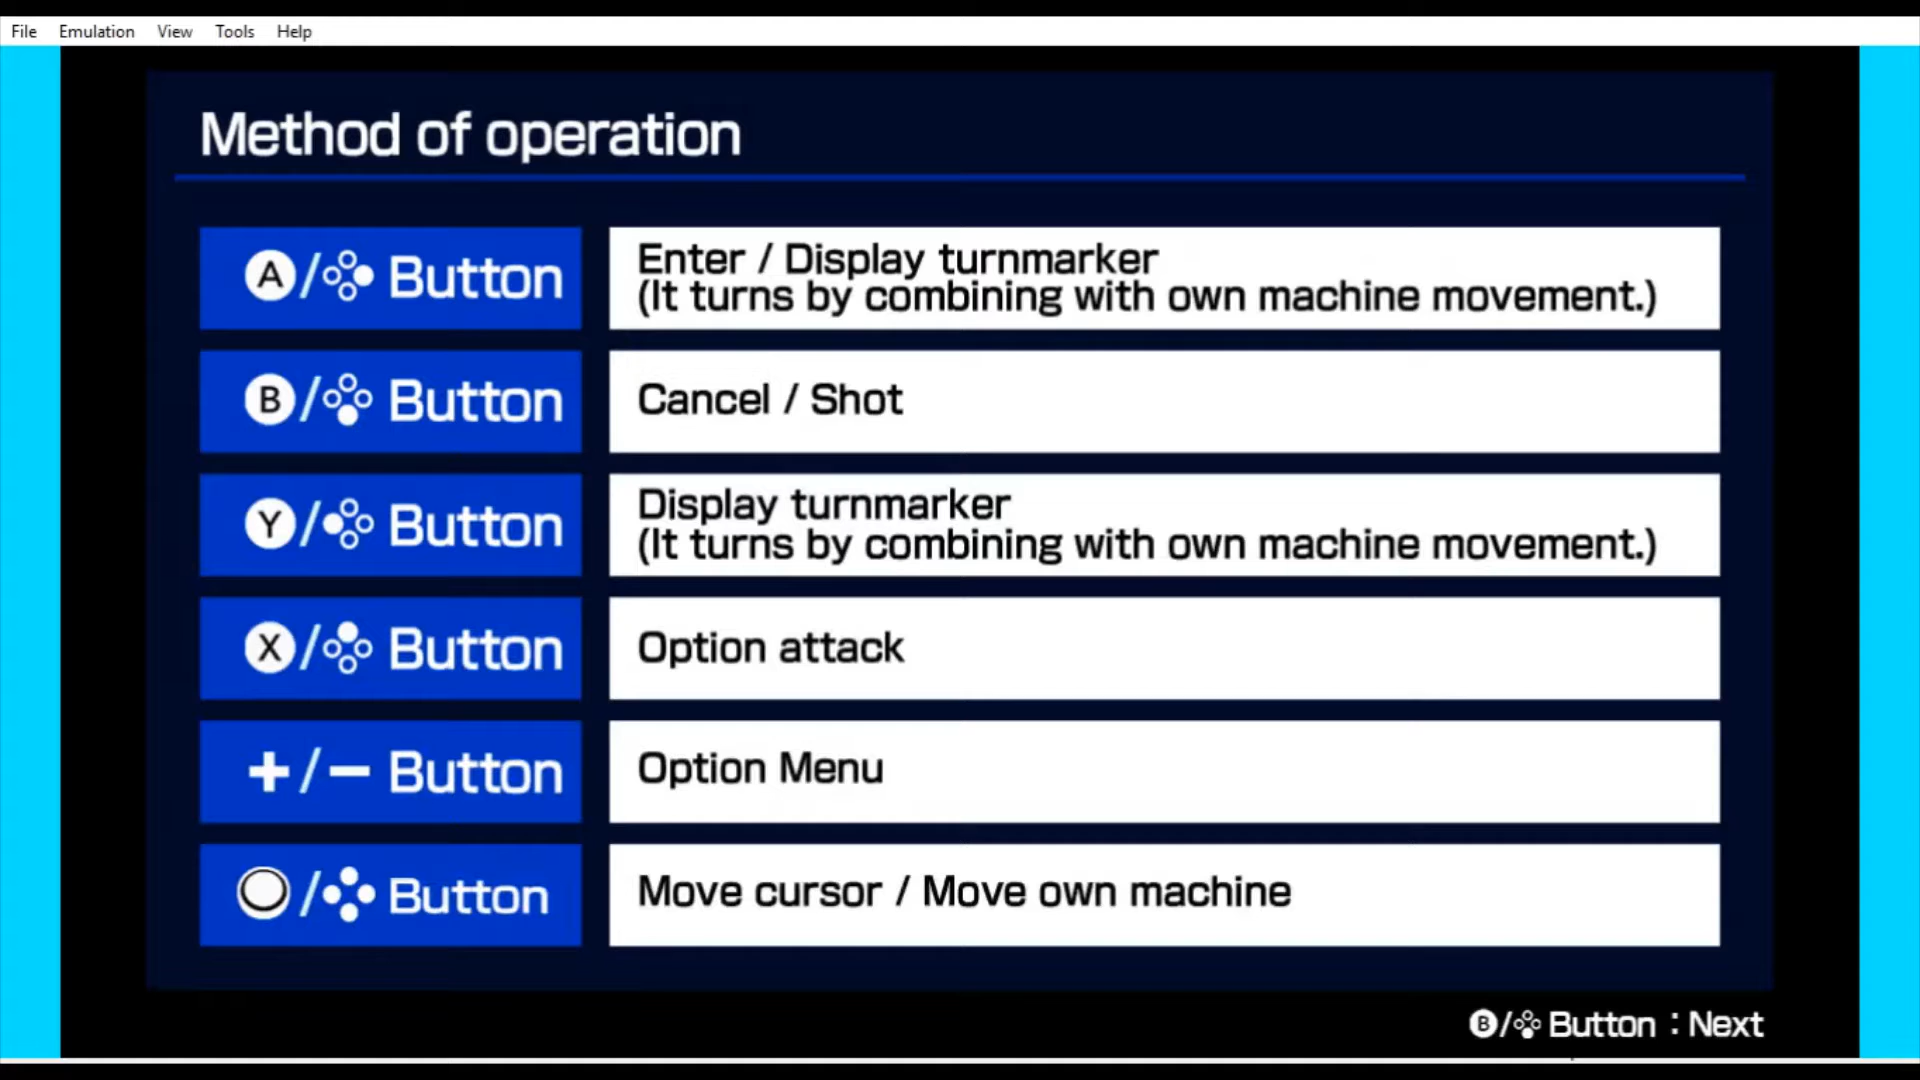 File Emulation View Tools Help
Method of operation
A/ Button
Enter / Display turnmarker
(It turns by combining with own machine movement.)
B/ Button
Cancel / Shot
Y/ Button
Display turnmarker
(It turns by combining with own machine movement.)
X/ Button
Option attack
+/− Button
Option Menu
/ Button
Move cursor / Move own machine
B/ Button : Next